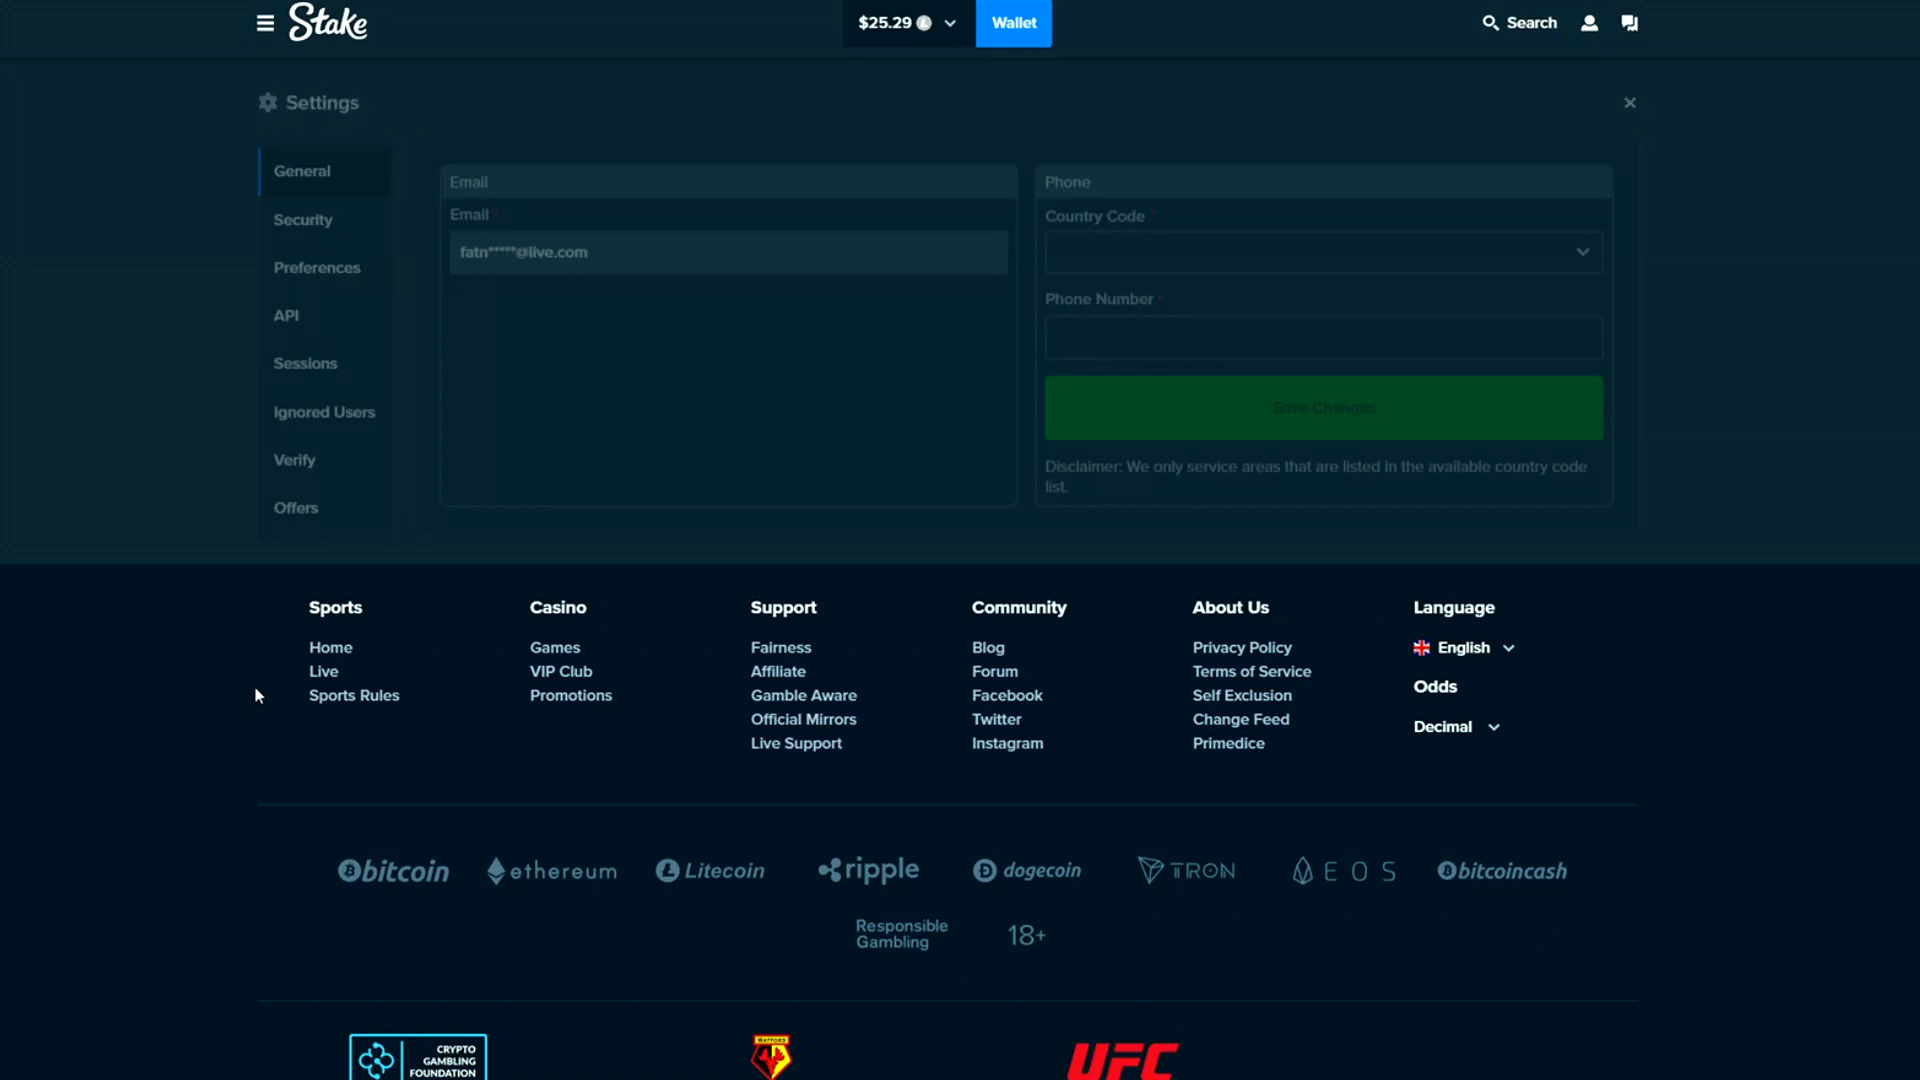 Stake
$25.29
Wallet
Search
Settings
General
Security
Preferences
API
Sessions
Ignored Users
Verify
Offers
Email
Email
fatn*****@live.com
Phone
Country Code
Phone Number
Save Changes
Disclaimer: We only service areas that are listed in the available country code
list.
Sports
Home
Live
Sports Rules
Casino
Games
VIP Club
Promotions
Support
Fairness
Affiliate
Gamble Aware
Official Mirrors
Live Support
Community
Blog
Forum
Facebook
Twitter
Instagram
About Us
Privacy Policy
Terms of Service
Self Exclusion
Change Feed
Primedice
Language
English
Odds
Decimal
bitcoin
ethereum
Litecoin
ripple
dogecoin
TRON
EOS
bitcoincash
Responsible
Gambling
18+
CRYPTO
GAMBLING
FOUNDATION
WATFORD
UFC